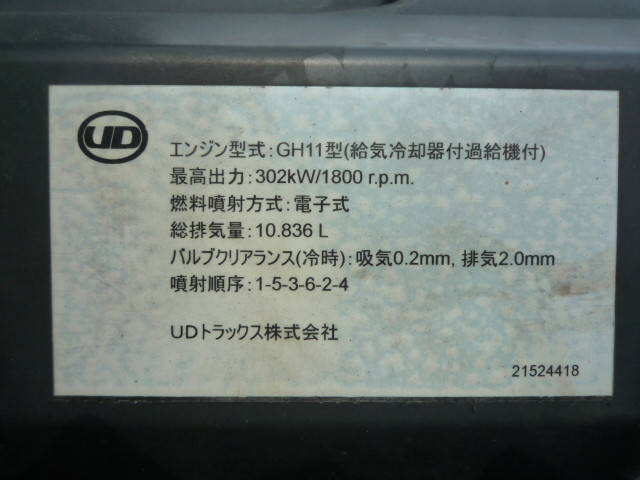 UD
エンジン型式:GH11型(給気冷却器付過給機付)
最高出力:302kW/1800 r.p.m.
燃料噴射方式:電子式
総排気量:10.836 L
バルブクリアランス(冷時):吸気0.2mm, 排気2.0mm
噴射順序:1-5-3-6-2-4
UDトラックス株式会社
21524418